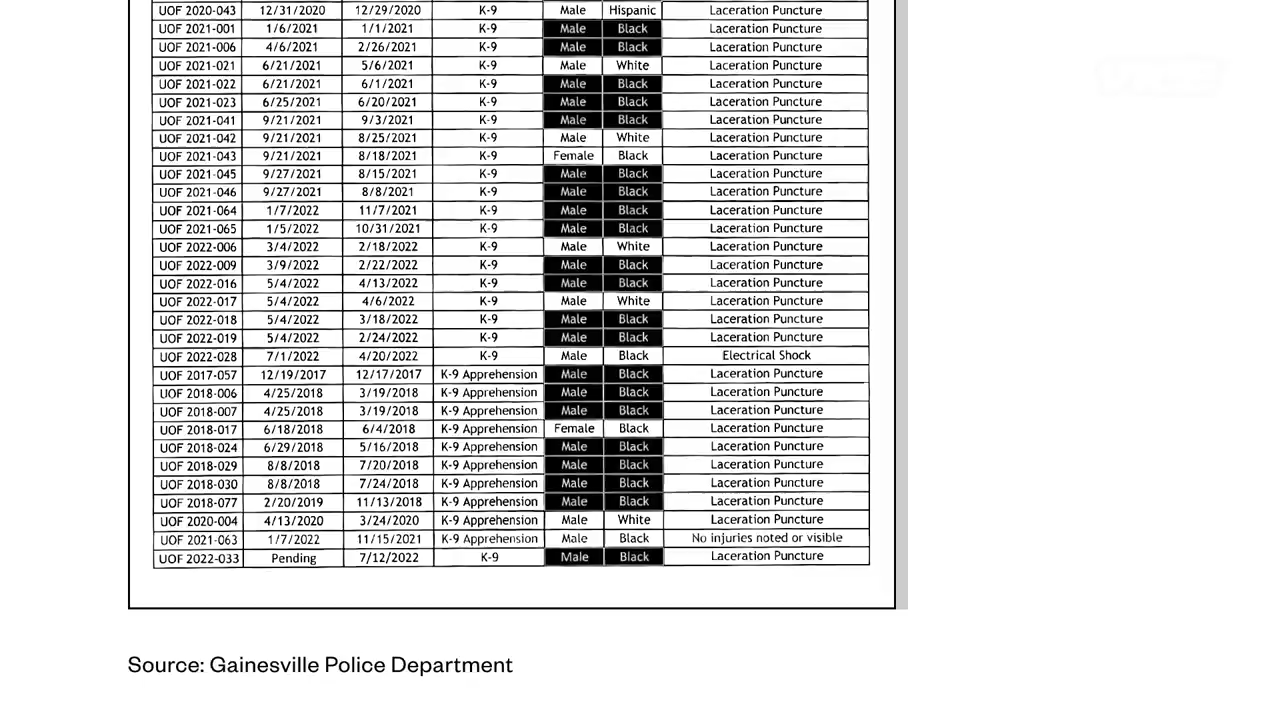 UOF 2020-043 12/31/2020 12/29/2020 K-9 Male Hispanic Laceration Puncture
UOF 2021-001 1/6/2021 1/1/2021 K-9 Male Black Laceration Puncture
UOF 2021-006 4/6/2021 2/26/2021 K-9 Male Black Laceration Puncture
UOF 2021-021 6/21/2021 5/6/2021 K-9 Male White Laceration Puncture
UOF 2021-022 6/21/2021 6/1/2021 K-9 Male Black Laceration Puncture
UOF 2021-023 6/25/2021 6/20/2021 K-9 Male Black Laceration Puncture
UOF 2021-041 9/21/2021 9/3/2021 K-9 Male Black Laceration Puncture
UOF 2021-042 9/21/2021 8/25/2021 K-9 Male White Laceration Puncture
UOF 2021-043 9/21/2021 8/18/2021 K-9 Female Black Laceration Puncture
UOF 2021-045 9/27/2021 8/15/2021 K-9 Male Black Laceration Puncture
UOF 2021-046 9/27/2021 8/8/2021 K-9 Male Black Laceration Puncture
UOF 2021-064 1/7/2022 11/7/2021 K-9 Male Black Laceration Puncture
UOF 2021-065 1/5/2022 10/31/2021 K-9 Male Black Laceration Puncture
UOF 2022-006 3/4/2022 2/18/2022 K-9 Male White Laceration Puncture
UOF 2022-009 3/9/2022 2/22/2022 K-9 Male Black Laceration Puncture
UOF 2022-016 5/4/2022 4/13/2022 K-9 Male Black Laceration Puncture
UOF 2022-017 5/4/2022 4/6/2022 K-9 Male White Laceration Puncture
UOF 2022-018 5/4/2022 3/18/2022 K-9 Male Black Laceration Puncture
UOF 2022-019 5/4/2022 2/24/2022 K-9 Male Black Laceration Puncture
UOF 2022-028 7/1/2022 4/20/2022 K-9 Male Black Electrical Shock
UOF 2017-057 12/19/2017 12/17/2017 K-9 Apprehension Male Black Laceration Puncture
UOF 2018-006 4/25/2018 3/19/2018 K-9 Apprehension Male Black Laceration Puncture
UOF 2018-007 4/25/2018 3/19/2018 K-9 Apprehension Male Black Laceration Puncture
UOF 2018-017 6/18/2018 6/4/2018 K-9 Apprehension Female Black Laceration Puncture
UOF 2018-024 6/29/2018 5/16/2018 K-9 Apprehension Male Black Laceration Puncture
UOF 2018-029 8/8/2018 7/20/2018 K-9 Apprehension Male Black Laceration Puncture
UOF 2018-030 8/8/2018 7/24/2018 K-9 Apprehension Male Black Laceration Puncture
UOF 2018-077 2/20/2019 11/13/2018 K-9 Apprehension Male Black Laceration Puncture
UOF 2020-004 4/13/2020 3/24/2020 K-9 Apprehension Male White Laceration Puncture
UOF 2021-063 1/7/2022 11/15/2021 K-9 Apprehension Male Black No injuries noted or visible
UOF 2022-033 Pending 7/12/2022 K-9 Male Black Laceration Puncture
Source: Gainesville Police Department